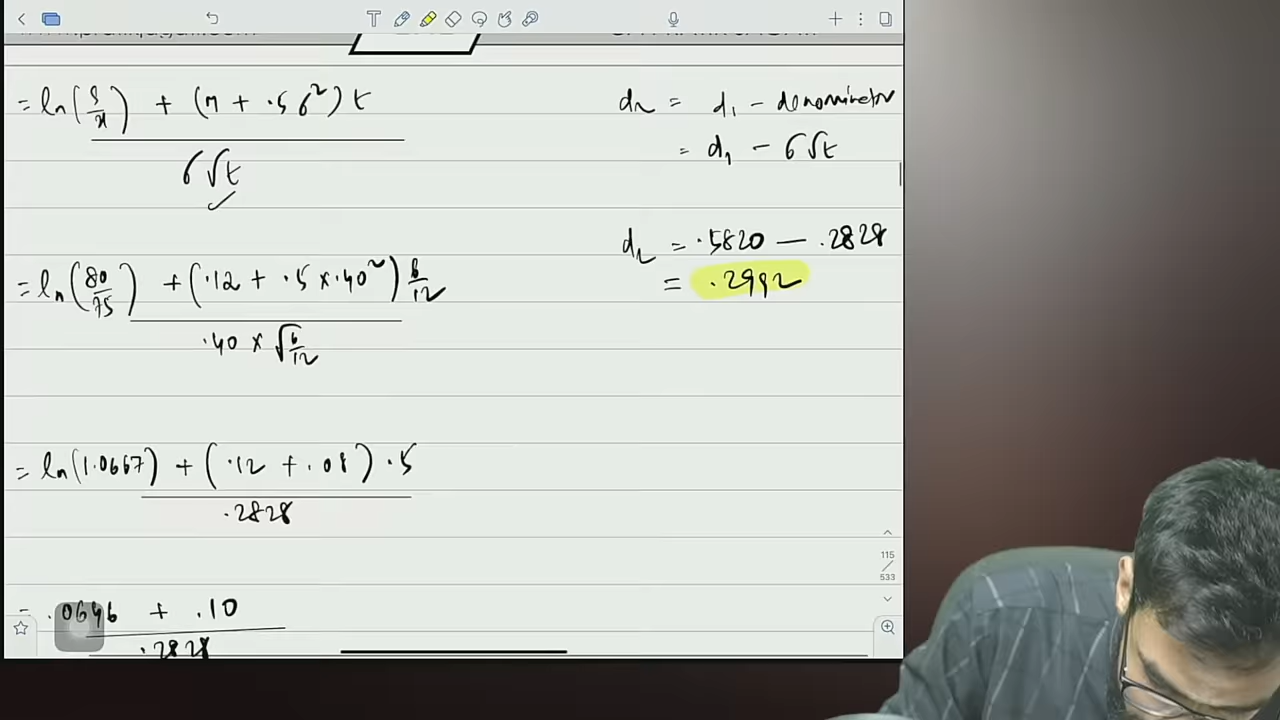 = ln(S/x) + (r + .5σ²)t
σ√t
= ln(80/75) + (.12 + .5 × .40²) 6/12
.40 × √6/12
= ln(1.0667) + (.12 + .08) .5
.2828
= .0646 + .10
.2828
d2 = d1 – denominator
= d1 – σ√t
d2 = .5820 — .2828
= .2992
115
/
533